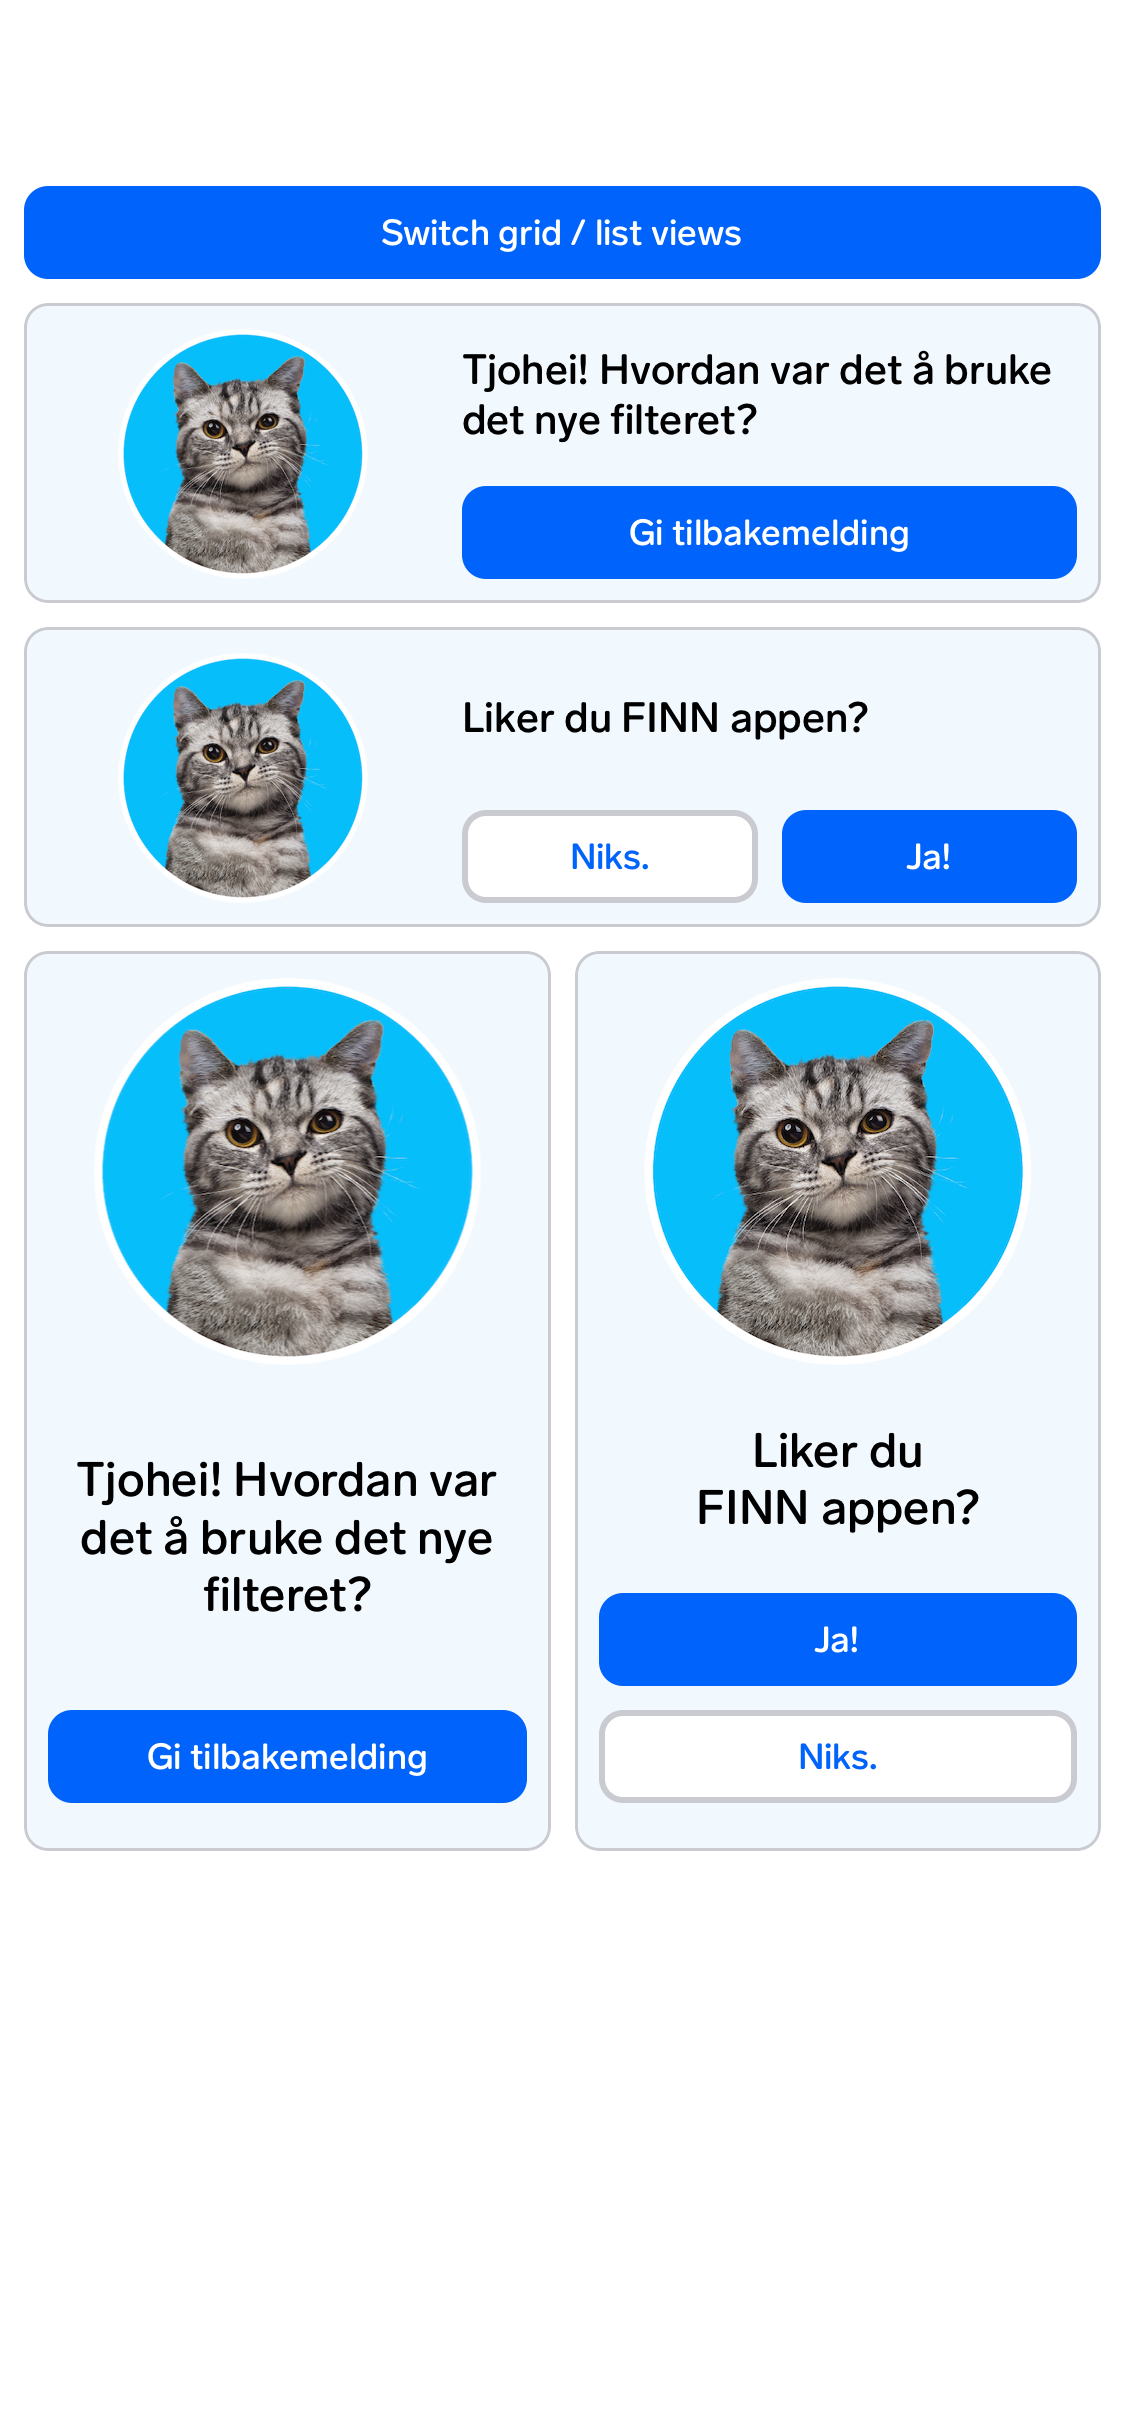 Switch grid / list views
Tjohei! Hvordan var det å bruke
det nye filteret?
Gi tilbakemelding
Liker du FINN appen?
Niks.
Ja!
Tjohei! Hvordan var
det å bruke det nye
filteret?
Gi tilbakemelding
Liker du
FINN appen?
Ja!
Niks.